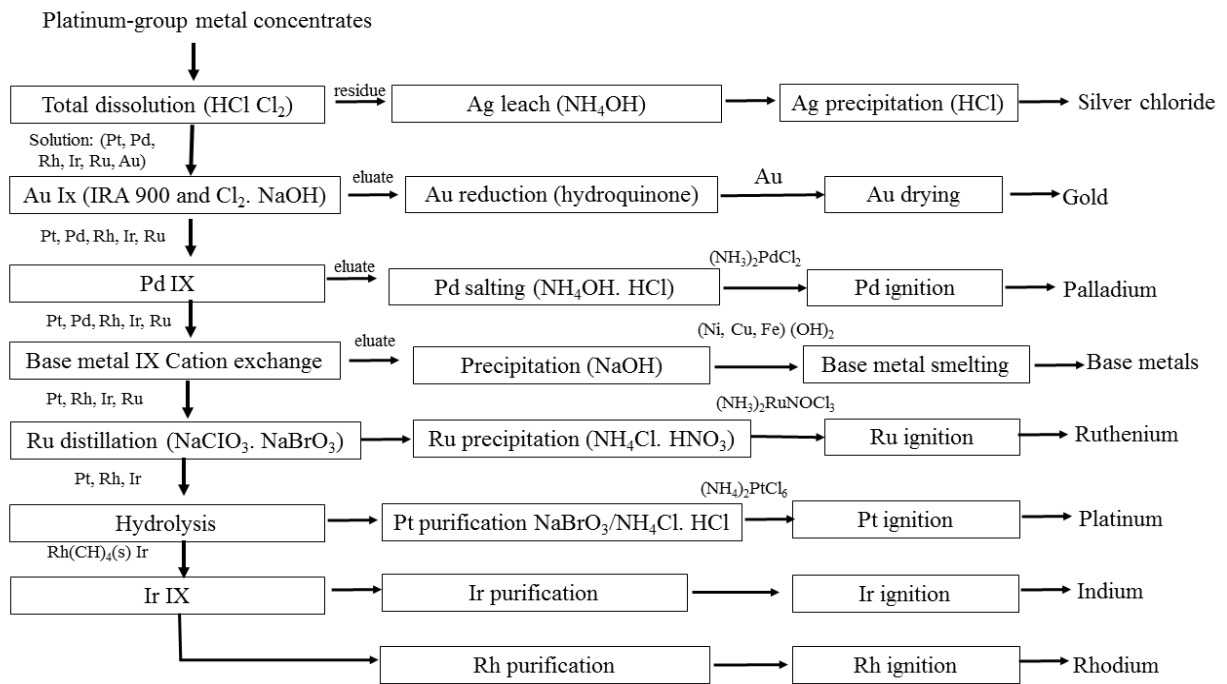 Platinum-group metal concentrates
Total dissolution (HCl Cl₂)
residue
Ag leach (NH₄OH)
Ag precipitation (HCl)
Silver chloride
Solution: (Pt, Pd,
Rh, Ir, Ru, Au)
Au Ix (IRA 900 and Cl₂. NaOH)
eluate
Au reduction (hydroquinone)
Au
Au drying
Gold
Pt, Pd, Rh, Ir, Ru
Pd IX
eluate
Pd salting (NH₄OH. HCl)
(NH₃)₂PdCl₂
Pd ignition
Palladium
Pt, Pd, Rh, Ir, Ru
Base metal IX Cation exchange
eluate
Precipitation (NaOH)
(Ni, Cu, Fe) (OH)₂
Base metal smelting
Base metals
Pt, Rh, Ir, Ru
Ru distillation (NaCIO₃. NaBrO₃)
Ru precipitation (NH₄Cl. HNO₃)
(NH₃)₂RuNOCl₃
Ru ignition
Ruthenium
Pt, Rh, Ir
Hydrolysis
Pt purification NaBrO₃/NH₄Cl. HCl
(NH₄)₂PtCl₆
Pt ignition
Platinum
Rh(CH)₄(s) Ir
Ir IX
Ir purification
Ir ignition
Indium
Rh purification
Rh ignition
Rhodium